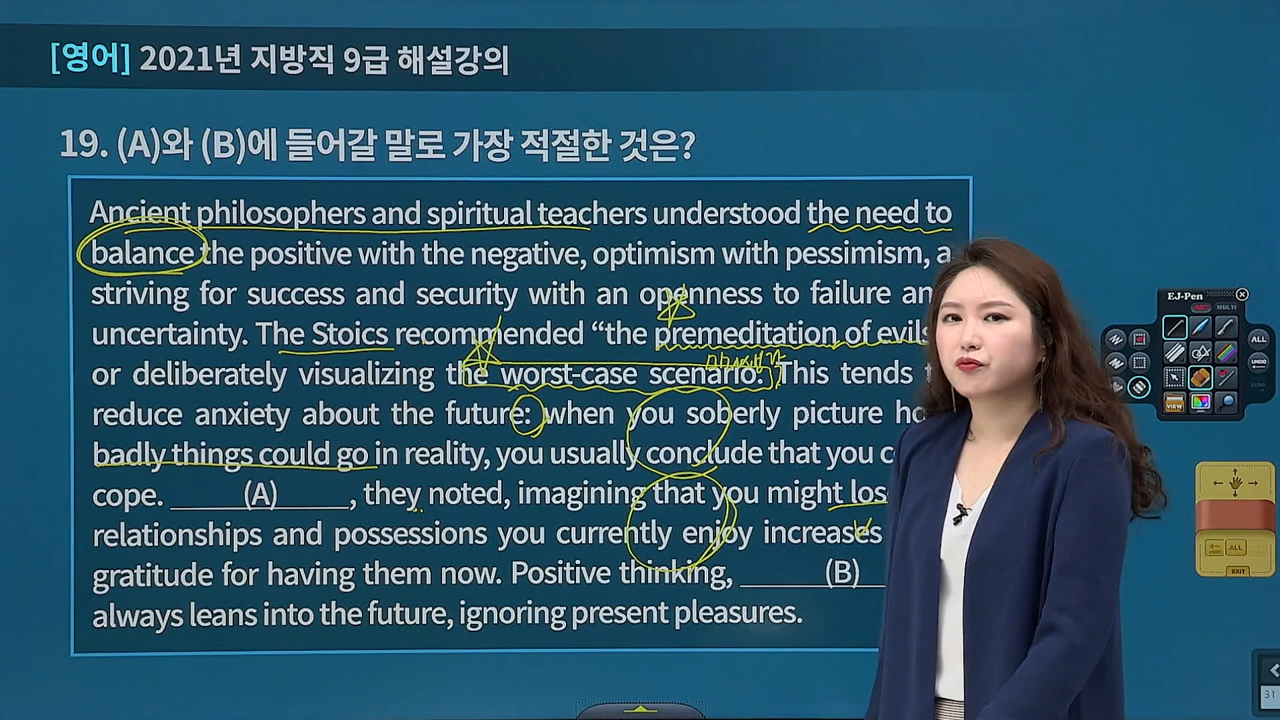 [영어] 2021년 지방직 9급 해설강의
19. (A)와 (B)에 들어갈 말로 가장 적절한 것은?
Ancient philosophers and spiritual teachers understood the need to
balance the positive with the negative, optimism with pessimism, a
striving for success and security with an openness to failure
uncertainty. The Stoics recommended “the premeditation of evils
or deliberately visualizing the worst-case scenario. This tends
reduce anxiety about the future: when you soberly picture
badly things could go in reality, you usually conclude that you
cope. (A) , they noted, imagining that you might
relationships and possessions you currently enjoy increases
gratitude for having them now. Positive thinking, (B)
always leans into the future, ignoring present pleasures.
EJ-Pen
MULTI
ALL
UNDO
VIEW
ALL
EXIT
31